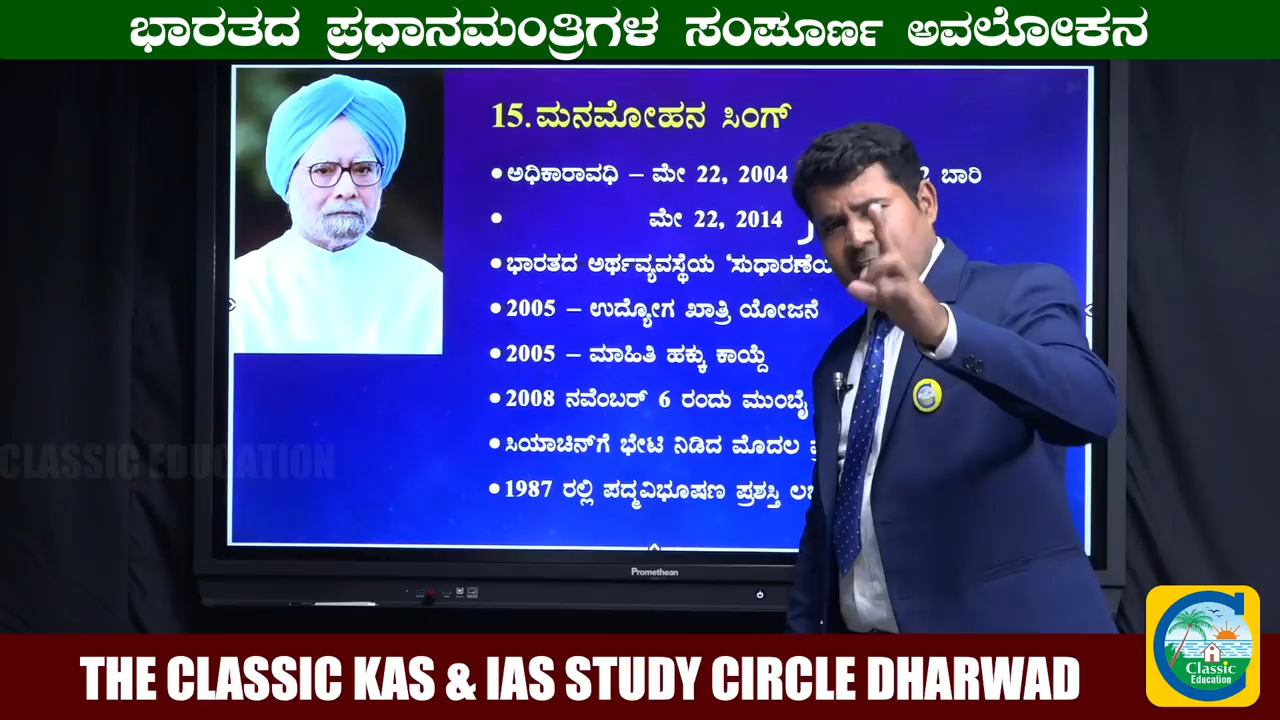 ಭಾರತದ ಪ್ರಧಾನಮಂತ್ರಿಗಳ ಸಂಪೂರ್ಣ ಅವಲೋಕನ
15.ಮನಮೋಹನ ಸಿಂಗ್
•ಅಧಿಕಾರಾವಧಿ – ಮೇ 22, 2004 2 ಬಾರಿ
• ಮೇ 22, 2014
•ಭಾರತದ ಅರ್ಥವ್ಯವಸ್ಥೆಯ
•2005 – ಉದ್ಯೋಗ ಖಾತ್ರಿ ಯೋಜನೆ
•2005 – ಮಾಹಿತಿ ಹಕ್ಕು ಕಾಯ್ದೆ
•2008 ನವೆಂಬರ್ 6 ರಂದು ಮುಂಬೈ
•ಸಿಯಾಚಿನ್‌ಗೆ ಭೇಟಿ ನಿಡಿದ ಮೊದಲ
•1987 ರಲ್ಲಿ ಪದ್ಮವಿಭೂಷಣ ಪ್ರಶಸ್ತಿ
CLASSIC EDUCATION
Promethean
THE CLASSIC KAS & IAS STUDY CIRCLE DHARWAD
Classic
Education